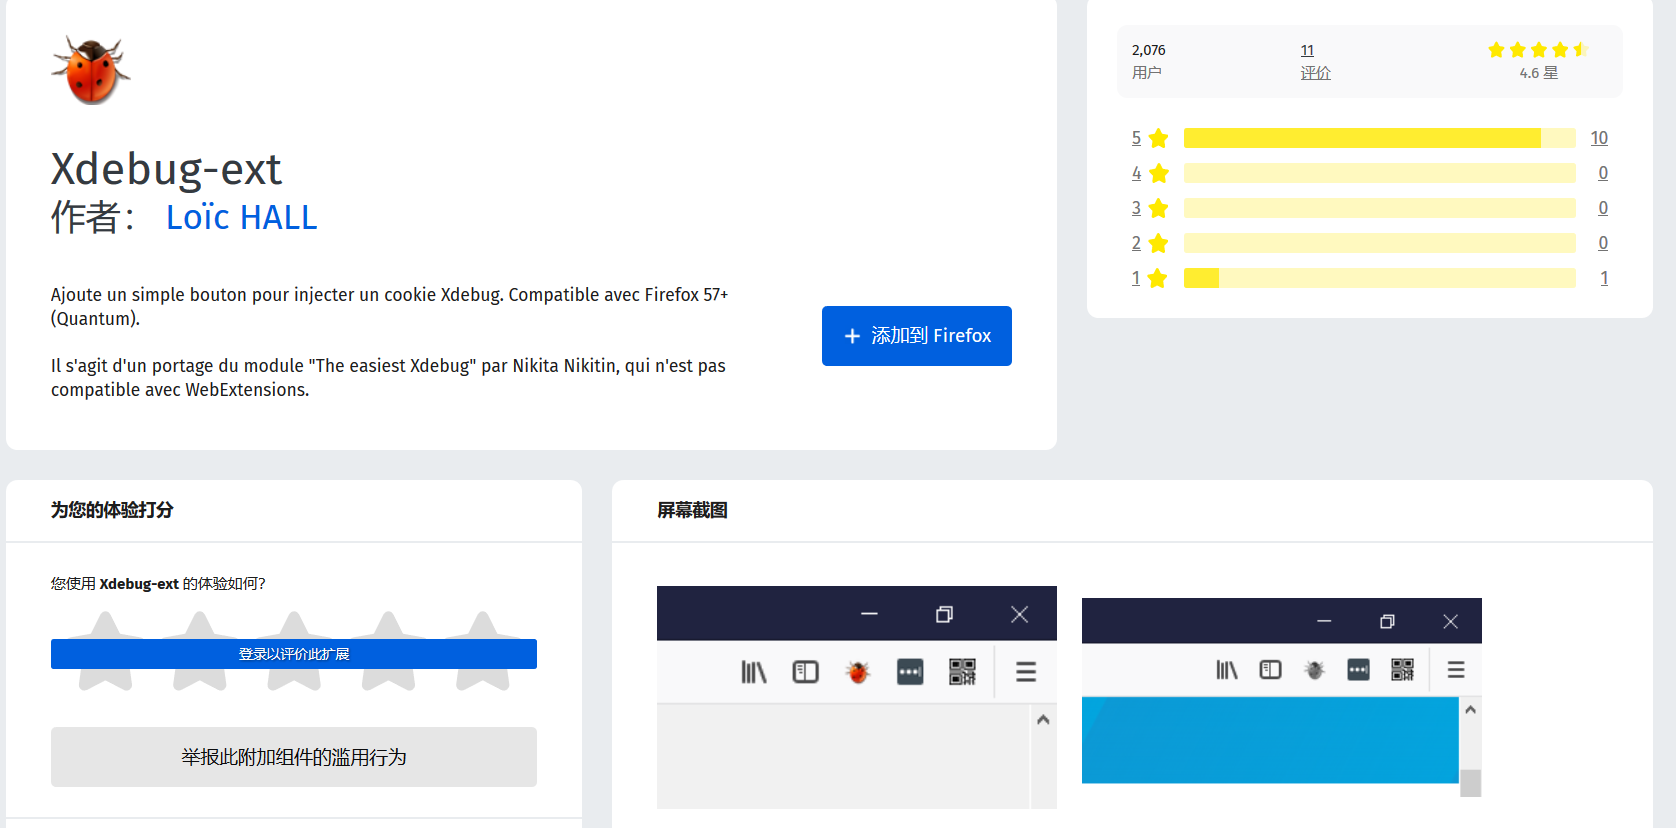 Xdebug-ext
作者： Loïc HALL
Ajoute un simple bouton pour injecter un cookie Xdebug. Compatible avec Firefox 57+
(Quantum).
Il s'agit d'un portage du module "The easiest Xdebug" par Nikita Nikitin, qui n'est pas
compatible avec WebExtensions.
添加到 Firefox
2,076
用户
11
评价
4.6 星
5 10
4 0
3 0
2 0
1 1
为您的体验打分
您使用 Xdebug-ext 的体验如何？
登录以评价此扩展
举报此附加组件的滥用行为
屏幕截图